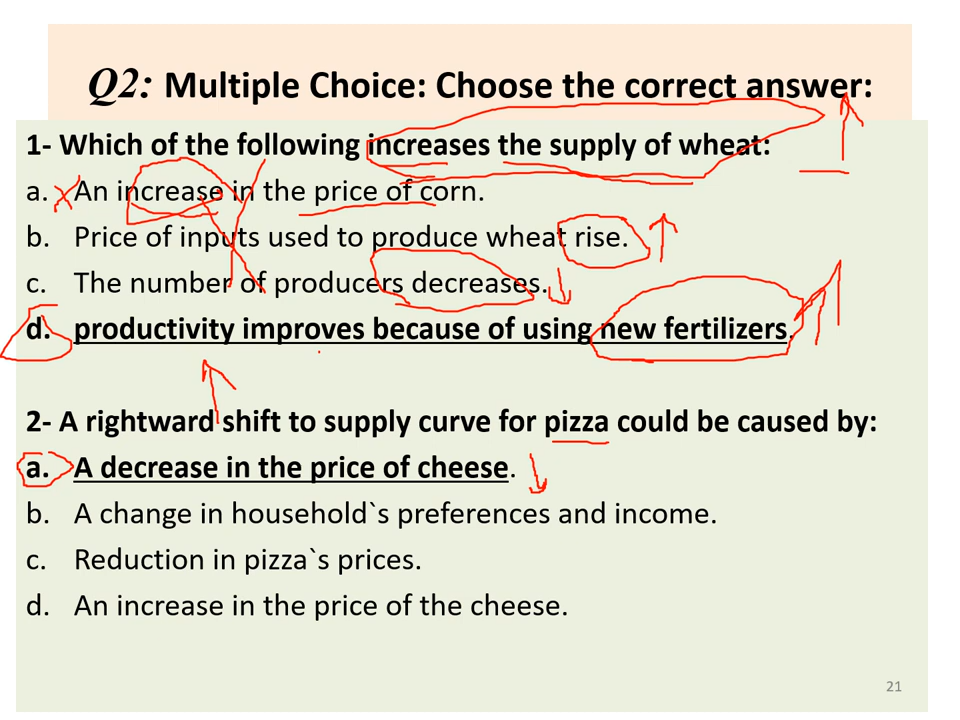 Q2: Multiple Choice: Choose the correct answer:
1- Which of the following increases the supply of wheat:
a. An increase in the price of corn.
b. Price of inputs used to produce wheat rise.
c. The number of producers decreases.
d. productivity improves because of using new fertilizers.
2- A rightward shift to supply curve for pizza could be caused by:
a. A decrease in the price of cheese.
b. A change in household`s preferences and income.
c. Reduction in pizza`s prices.
d. An increase in the price of the cheese.
21